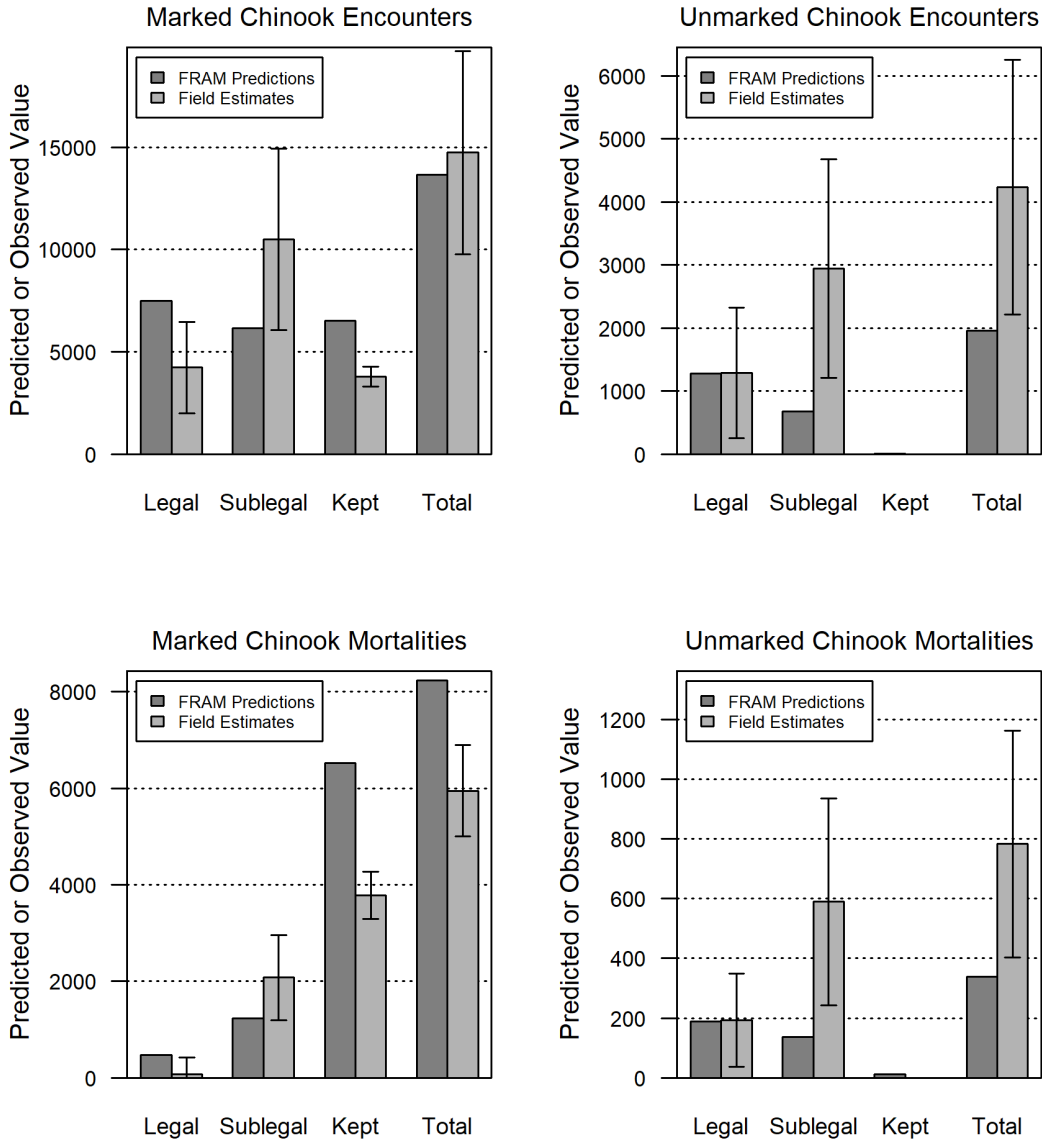 Marked Chinook Encounters
Predicted or Observed Value
FRAM Predictions
Field Estimates
15000
10000
5000
0
Legal Sublegal Kept Total
Unmarked Chinook Encounters
Predicted or Observed Value
FRAM Predictions
Field Estimates
6000
5000
4000
3000
2000
1000
0
Legal Sublegal Kept Total
Marked Chinook Mortalities
Predicted or Observed Value
FRAM Predictions
Field Estimates
8000
6000
4000
2000
0
Legal Sublegal Kept Total
Unmarked Chinook Mortalities
Predicted or Observed Value
FRAM Predictions
Field Estimates
1200
1000
800
600
400
200
0
Legal Sublegal Kept Total